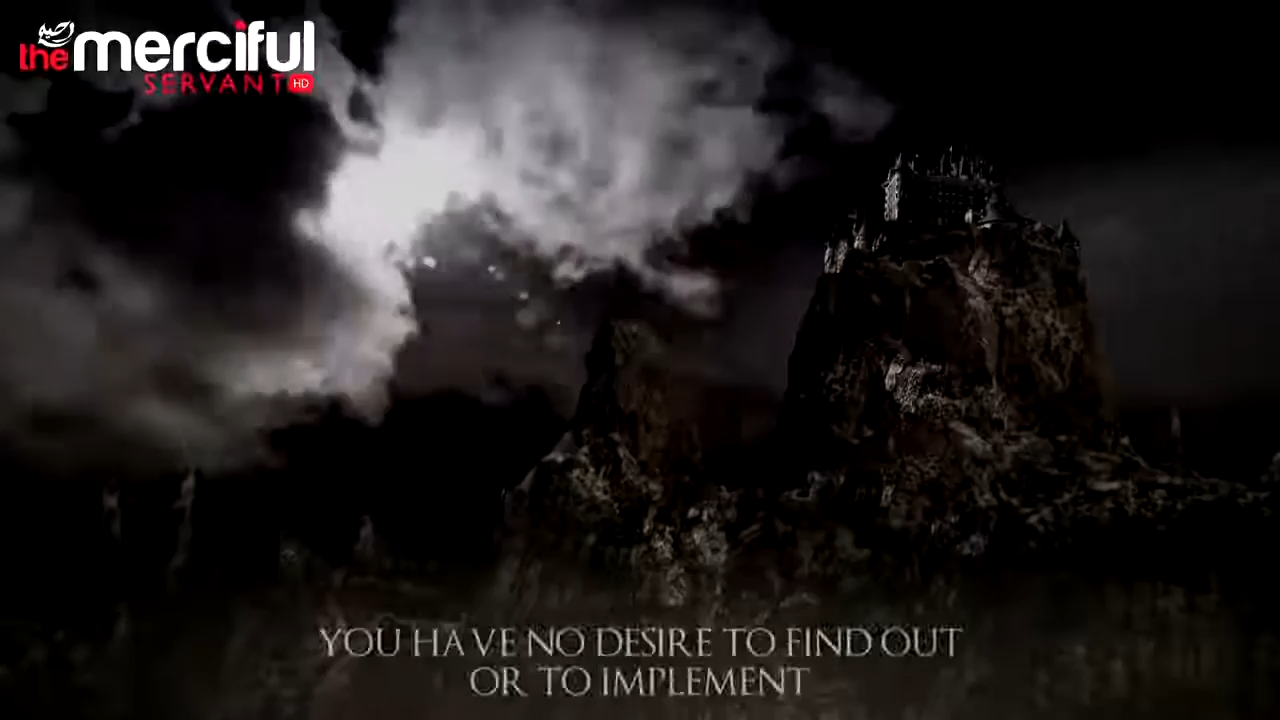 the merciful
SERVANT HD
YOU HAVE NO DESIRE TO FIND OUT
OR TO IMPLEMENT